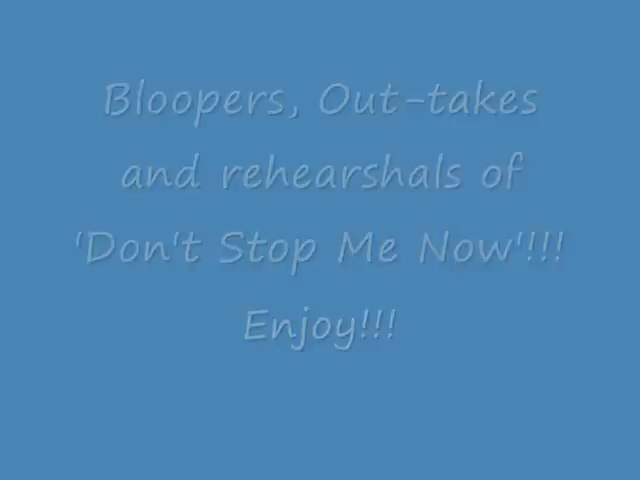 Bloopers, Out-takes
and rehearshals of
'Don't Stop Me Now'!!!
Enjoy!!!